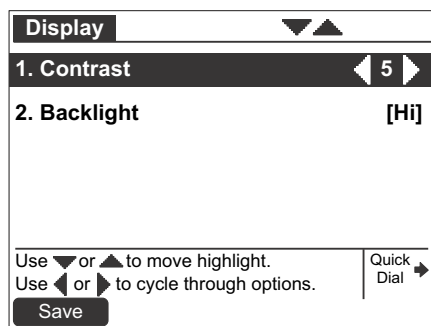 Display
1. Contrast 5
2. Backlight [Hi]
Use or to move highlight.
Use or to cycle through options.
Quick
Dial
Save